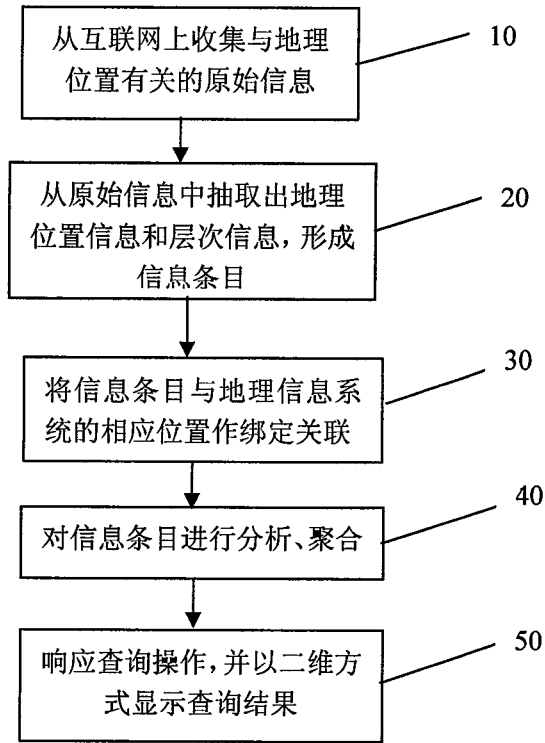 从互联网上收集与地理
位置有关的原始信息
10
从原始信息中抽取出地理
位置信息和层次信息，形成
信息条目
20
将信息条目与地理信息系
统的相应位置作绑定关联
30
对信息条目进行分析、聚合
40
响应查询操作，并以二维方
式显示查询结果
50